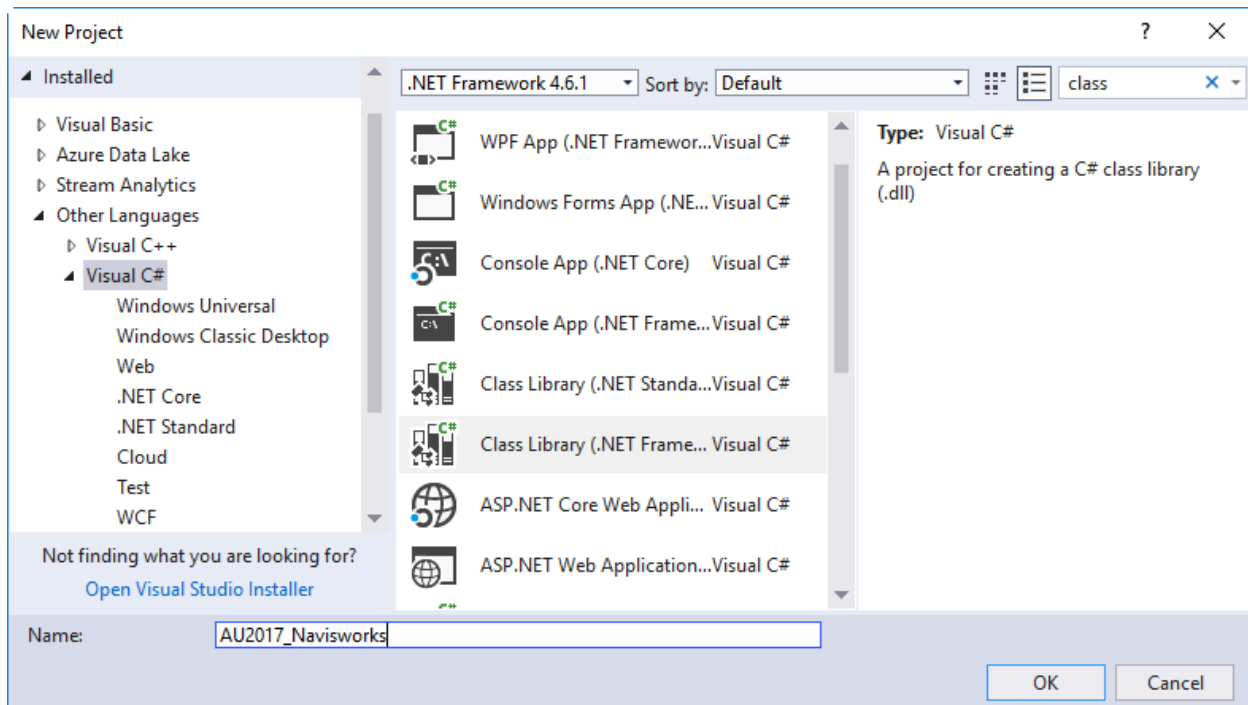 New Project
?
Installed
.NET Framework 4.6.1
Sort by: Default
class
Visual Basic
Azure Data Lake
Stream Analytics
Other Languages
Visual C++
Visual C#
Windows Universal
Windows Classic Desktop
Web
.NET Core
.NET Standard
Cloud
Test
WCF
Not finding what you are looking for?
Open Visual Studio Installer
C#
WPF App (.NET Framewor... Visual C#
C#
Windows Forms App (.NE... Visual C#
C:\
Console App (.NET Core) Visual C#
C#
C:\
Console App (.NET Frame... Visual C#
C#
Class Library (.NET Standa... Visual C#
C#
Class Library (.NET Frame... Visual C#
ASP.NET Core Web Appli... Visual C#
ASP.NET Web Application... Visual C#
Type: Visual C#
A project for creating a C# class library
(.dll)
Name: AU2017_Navisworks
OK
Cancel